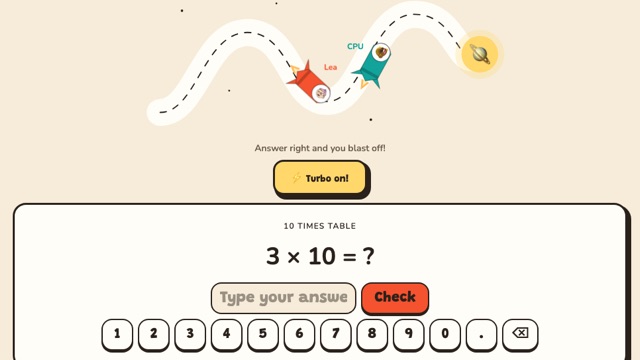 CPU
Lea
Answer right and you blast off!
Turbo on!
10 TIMES TABLE
3 × 10 = ?
Type your answe
Check
1 2 3 4 5 6 7 8 9 0 .